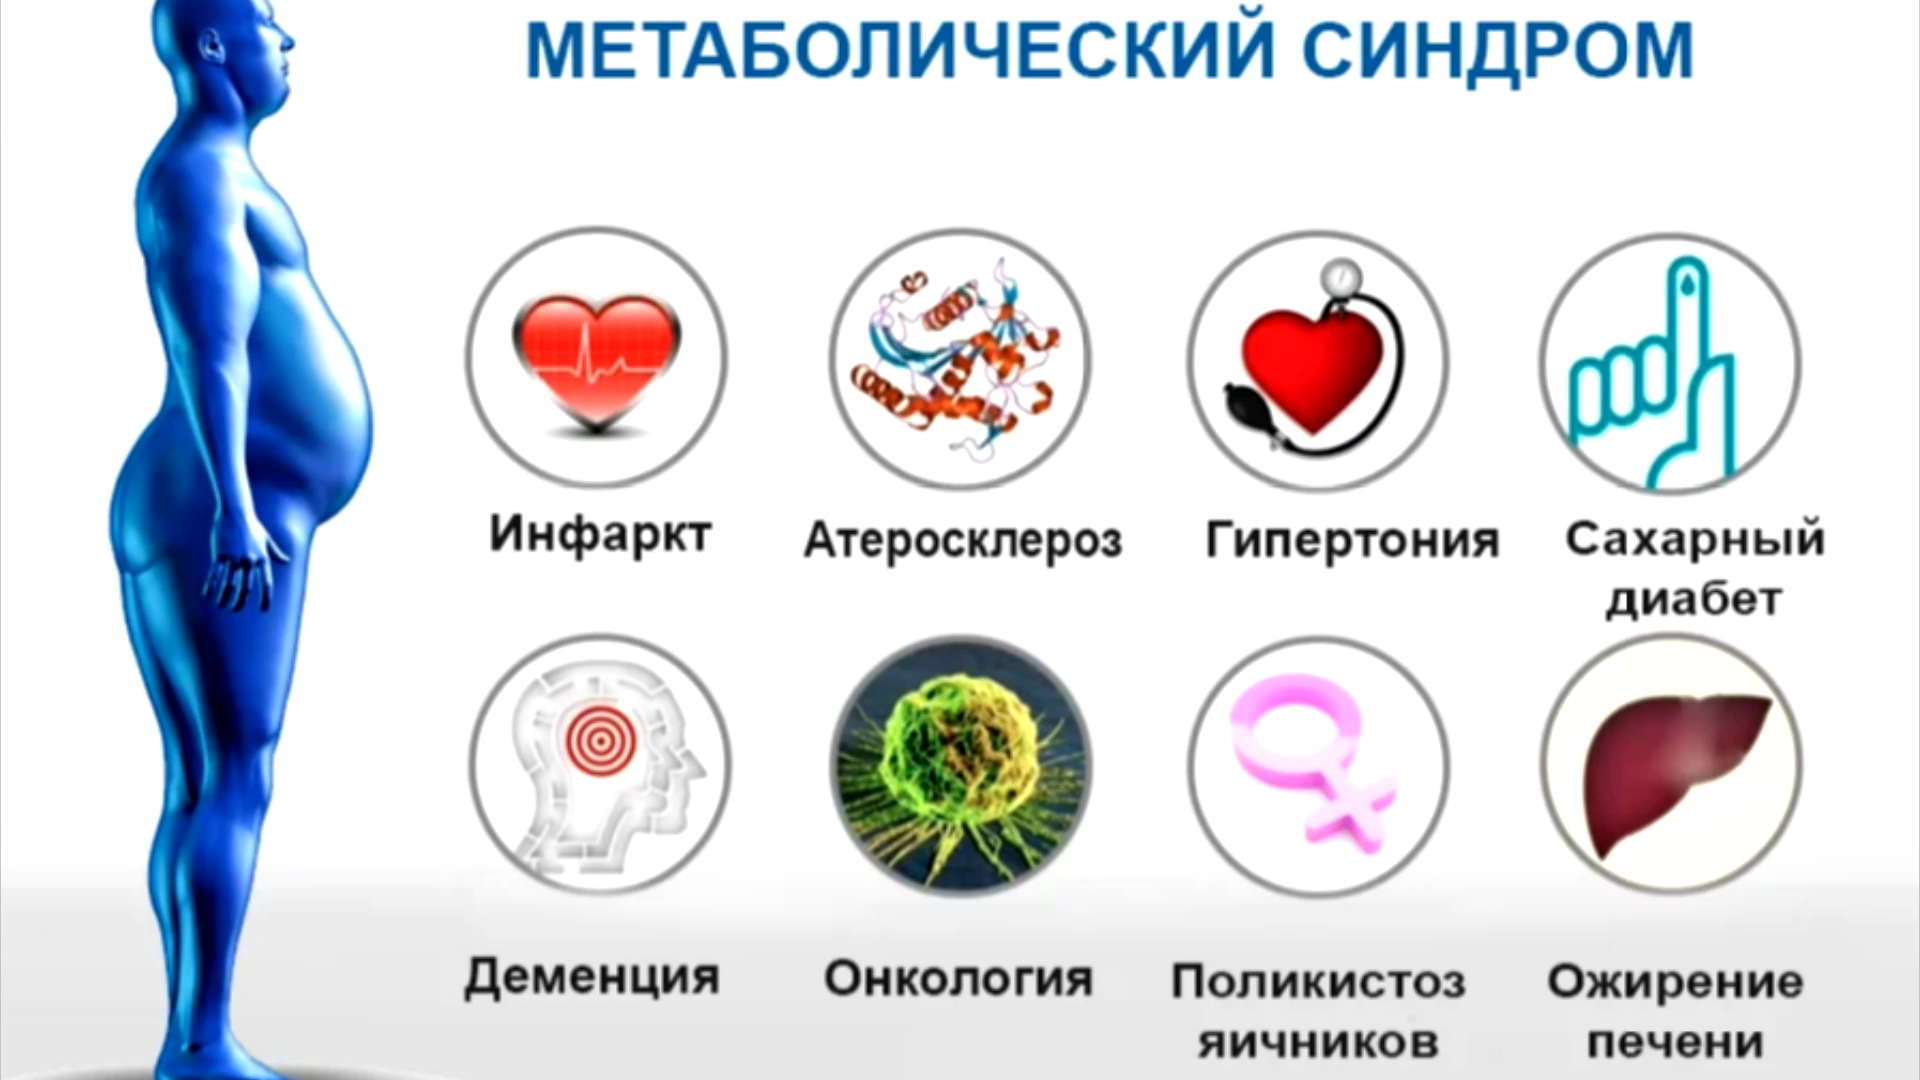 МЕТАБОЛИЧЕСКИЙ СИНДРОМ
Инфаркт
Атеросклероз
Гипертония
Сахарный
диабет
Деменция
Онкология
Поликистоз
яичников
Ожирение
печени